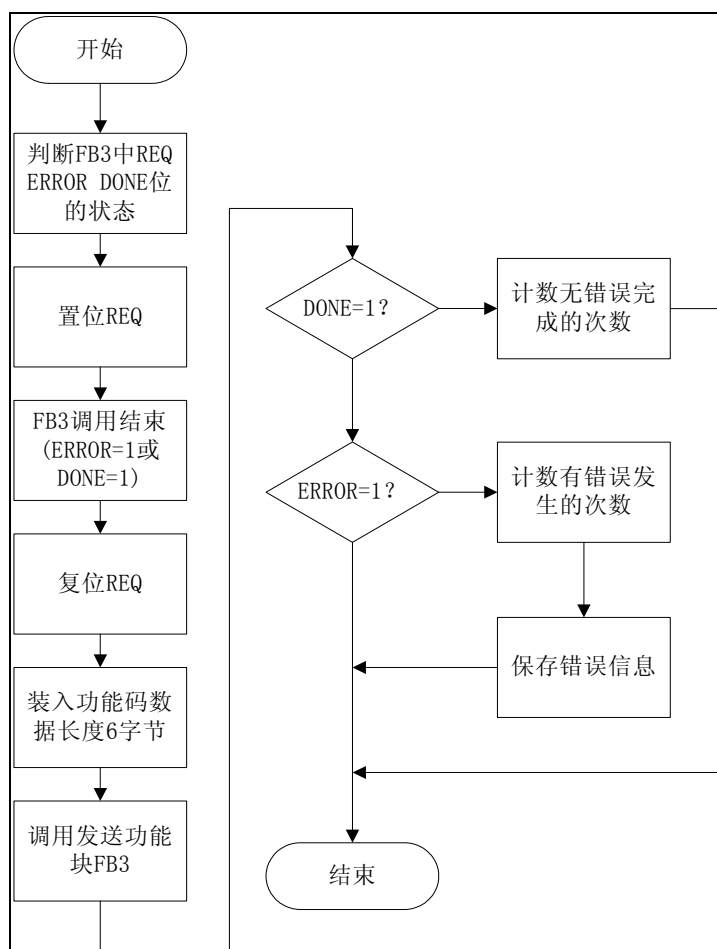 开始
判断FB3中REQ
ERROR DONE位
的状态
置位REQ
FB3调用结束
(ERROR=1或
DONE=1)
复位REQ
装入功能码数
据长度6字节
调用发送功能
块FB3
DONE=1?
计数无错误完
成的次数
ERROR=1?
计数有错误发
生的次数
保存错误信息
结束